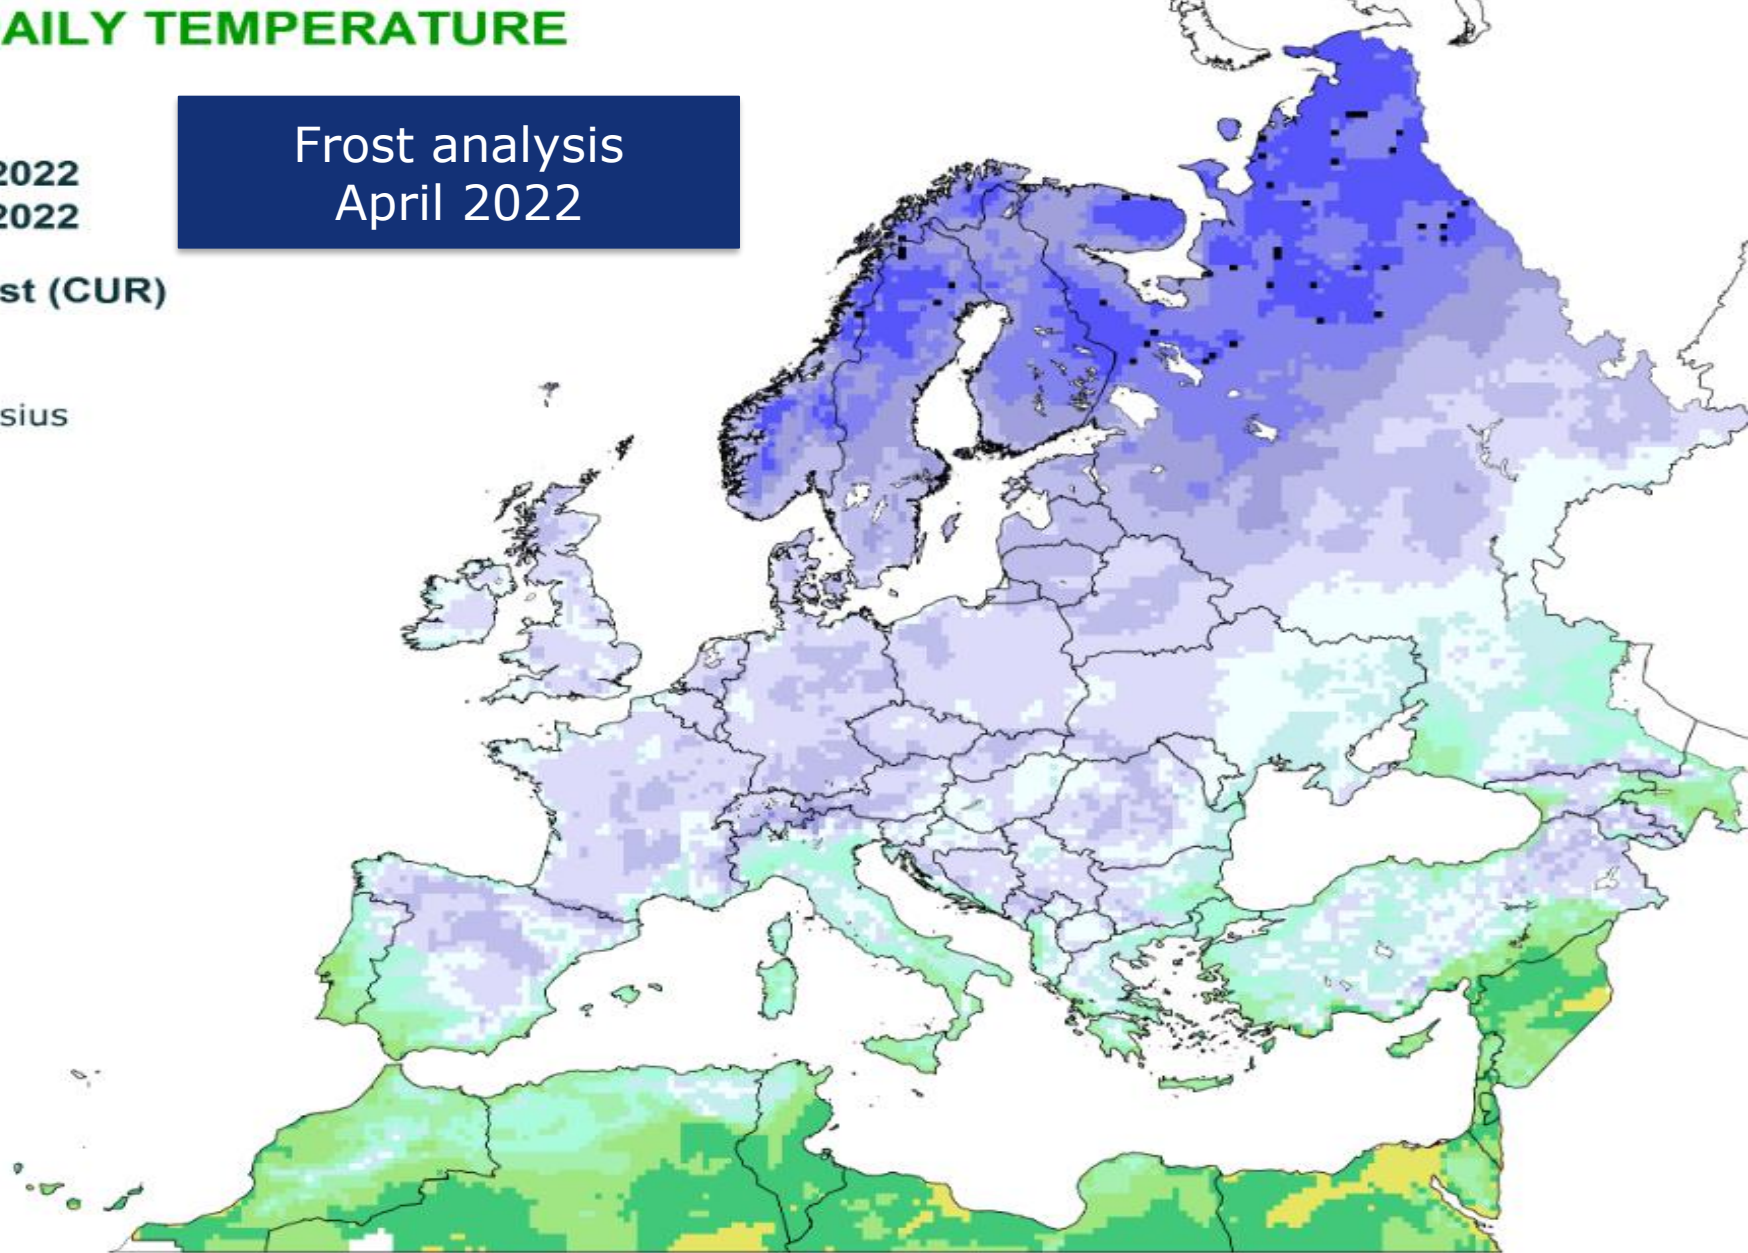 AILY TEMPERATURE
Frost analysis
April 2022
2022
2022
st (CUR)
sius